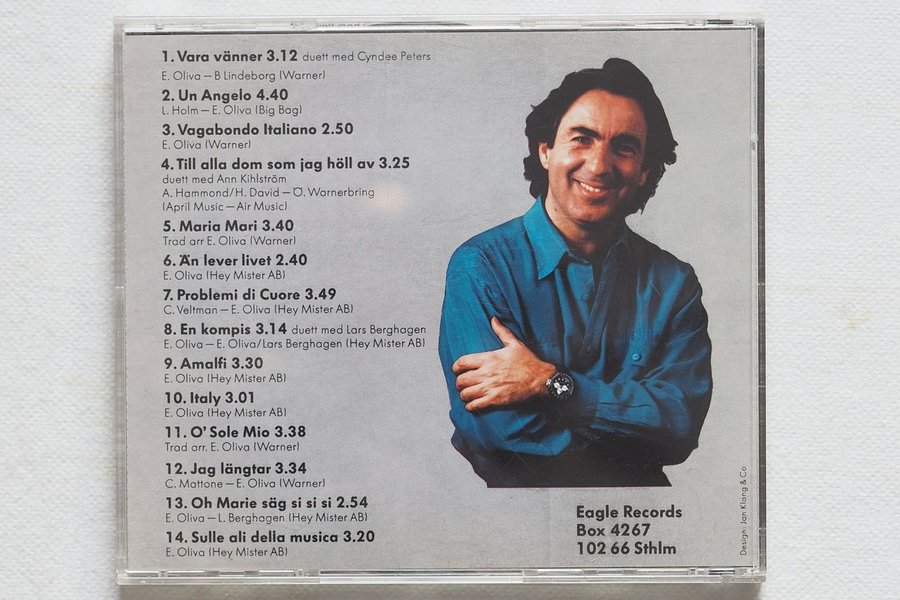 1. Vara vänner 3.12 duett med Cyndee Peters
E. Oliva – B Lindeborg (Warner)
2. Un Angelo 4.40
L. Holm – E. Oliva (Big Bag)
3. Vagabondo Italiano 2.50
E. Oliva (Warner)
4. Till alla dom som jag höll av 3.25
duett med Ann Kihlström
A. Hammond/H. David – Ö. Warnerbring
(April Music – Air Music)
5. Maria Mari 3.40
Trad arr E. Oliva (Warner)
6. Än lever livet 2.40
E. Oliva (Hey Mister AB)
7. Problemi di Cuore 3.49
C. Veltman – E. Oliva (Hey Mister AB)
8. En kompis 3.14 duett med Lars Berghagen
E. Oliva – E. Oliva/Lars Berghagen (Hey Mister AB)
9. Amalfi 3.30
E. Oliva (Hey Mister AB)
10. Italy 3.01
E. Oliva (Hey Mister AB)
11. O' Sole Mio 3.38
Trad arr. E. Oliva (Warner)
12. Jag längtar 3.34
C. Mattone – E. Oliva (Warner)
13. Oh Marie säg si si si 2.54
E. Oliva – L. Berghagen (Hey Mister AB)
14. Sulle ali della musica 3.20
E. Oliva (Hey Mister AB)
Eagle Records
Box 4267
102 66 Sthlm
Design: Jan Klang & Co